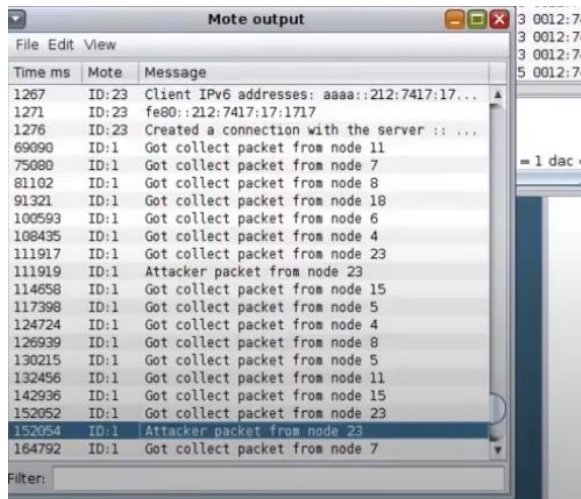 Mote output
File Edit View
Time ms Mote Message
1267 ID:23 Client IPv6 addresses: aaaa::212:7417:17...
1271 ID:23 fe80::212:7417:17:1717
1276 ID:23 Created a connection with the server :: ...
69090 ID:1 Got collect packet from node 11
75080 ID:1 Got collect packet from node 7
81102 ID:1 Got collect packet from node 8
91321 ID:1 Got collect packet from node 18
100593 ID:1 Got collect packet from node 6
108435 ID:1 Got collect packet from node 4
111917 ID:1 Got collect packet from node 23
111919 ID:1 Attacker packet from node 23
114658 ID:1 Got collect packet from node 15
117398 ID:1 Got collect packet from node 5
124724 ID:1 Got collect packet from node 4
126939 ID:1 Got collect packet from node 8
130215 ID:1 Got collect packet from node 5
132456 ID:1 Got collect packet from node 11
142936 ID:1 Got collect packet from node 15
152052 ID:1 Got collect packet from node 23
152054 ID:1 Attacker packet from node 23
164792 ID:1 Got collect packet from node 7
Filter:
3 0012:7
3 0012:7
3 0012:7
5 0012:7
= 1 dac